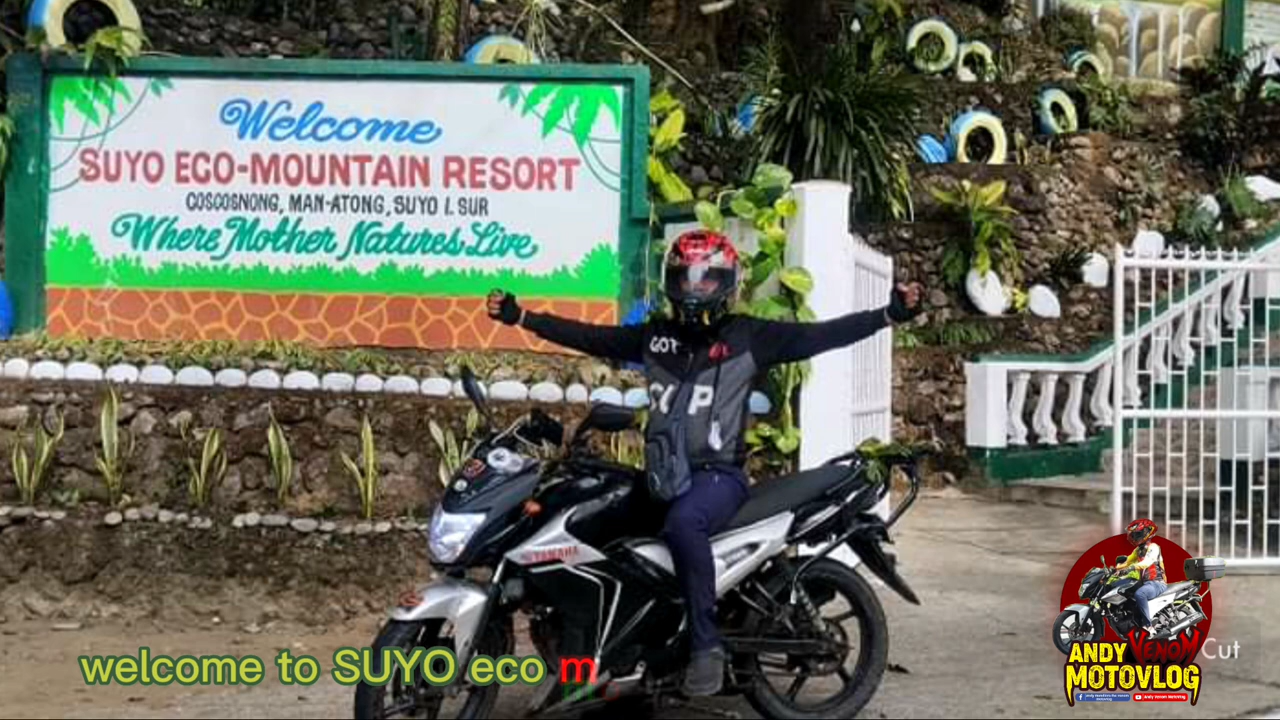 Welcome
SUYO ECO-MOUNTAIN RESORT
COSCOSNONG, MAN-ATONG, SUYO I. SUR
Where Mother Natures Live
GOT
YAMAHA
welcome to SUYO eco m
VENOM
Cut
ANDY
MOTOVLOG